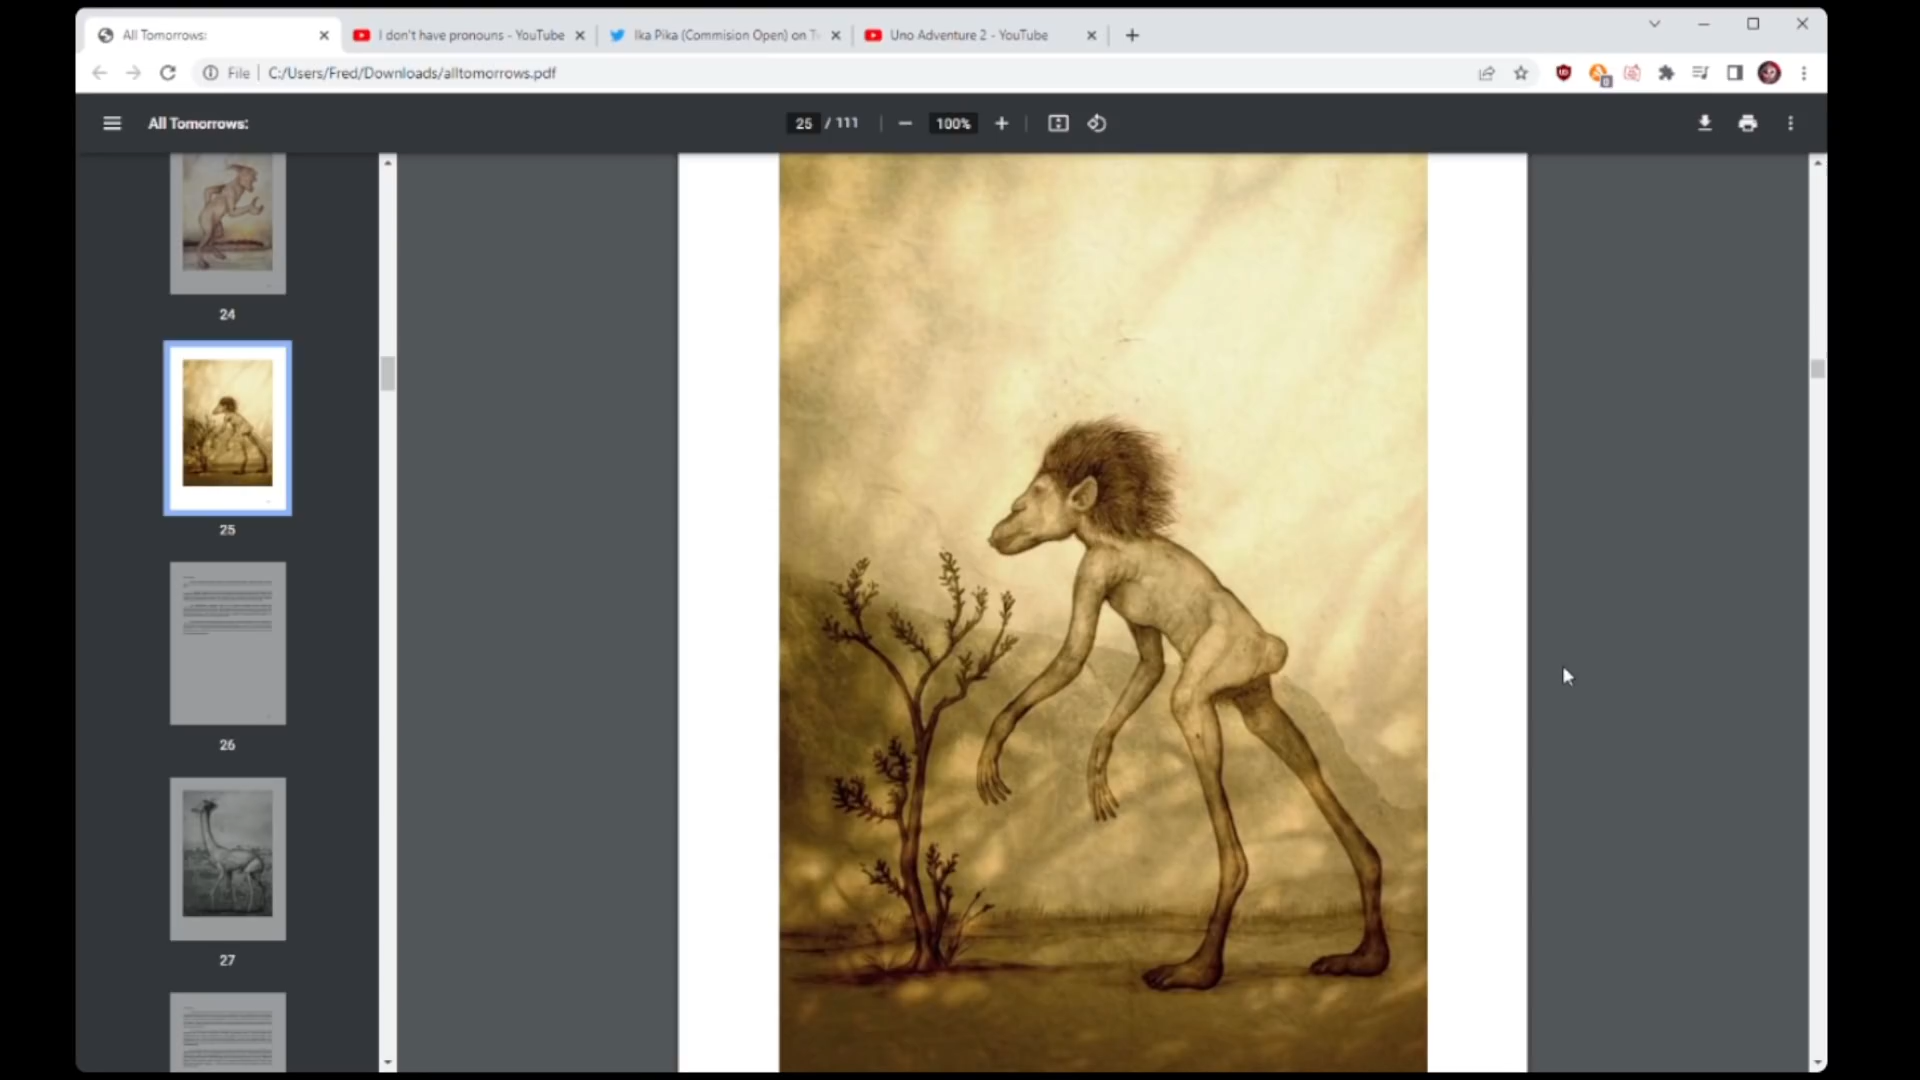 All Tomorrows:
I don't have pronouns - YouTube
Ika Pika (Commision Open) on T
Uno Adventure 2 - YouTube
File
C:/Users/Fred/Downloads/alltomorrows.pdf
All Tomorrows:
25 / 111
100%
24
25
26
27